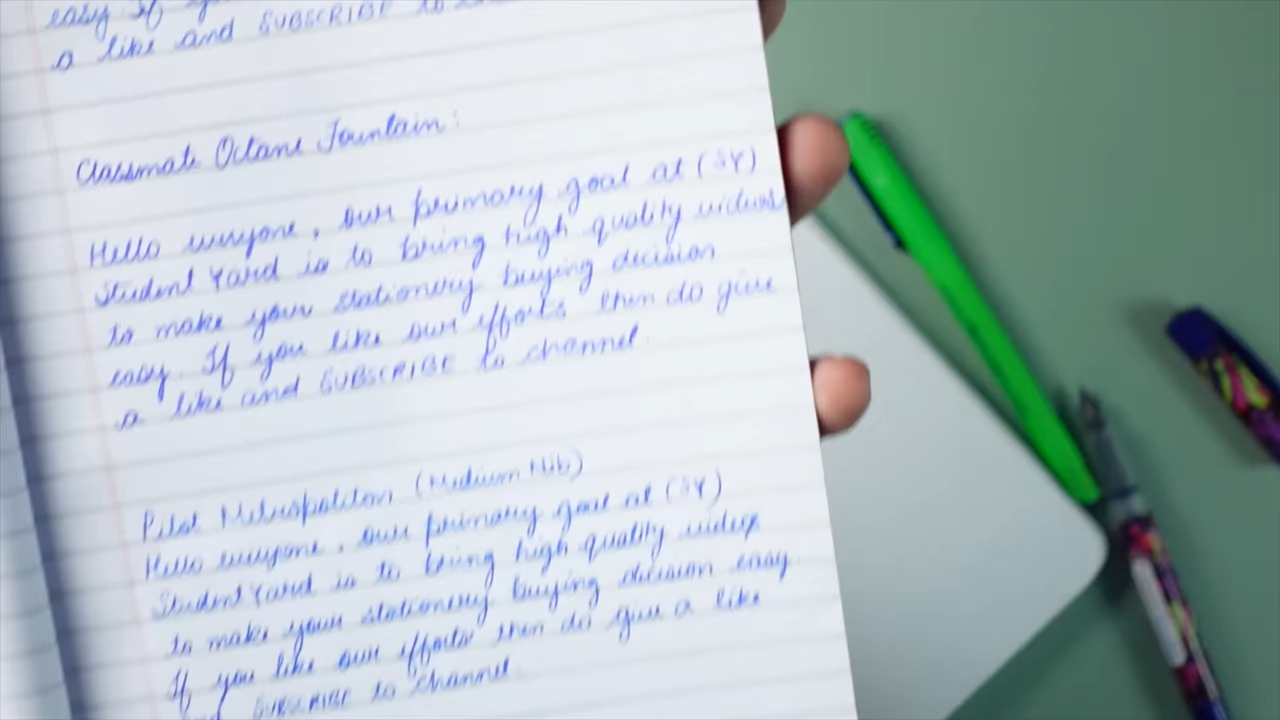 easy If
a like and SUBSCRIBE to
Classmate Octane Fountain:
Hello everyone, our primary goal at (SY)
Student Yard is to bring high quality videos
to make your stationery buying decision
easy. If you like our efforts then do give
a like and SUBSCRIBE to channel.
Pilot Metropoliton (Medium Nib)
Hello everyone, our primary goal at (SY)
Student Yard is to bring high quality videos
to make your stationery buying decision easy
If you like our efforts then do give a like
and SUBSCRIBE to channel.